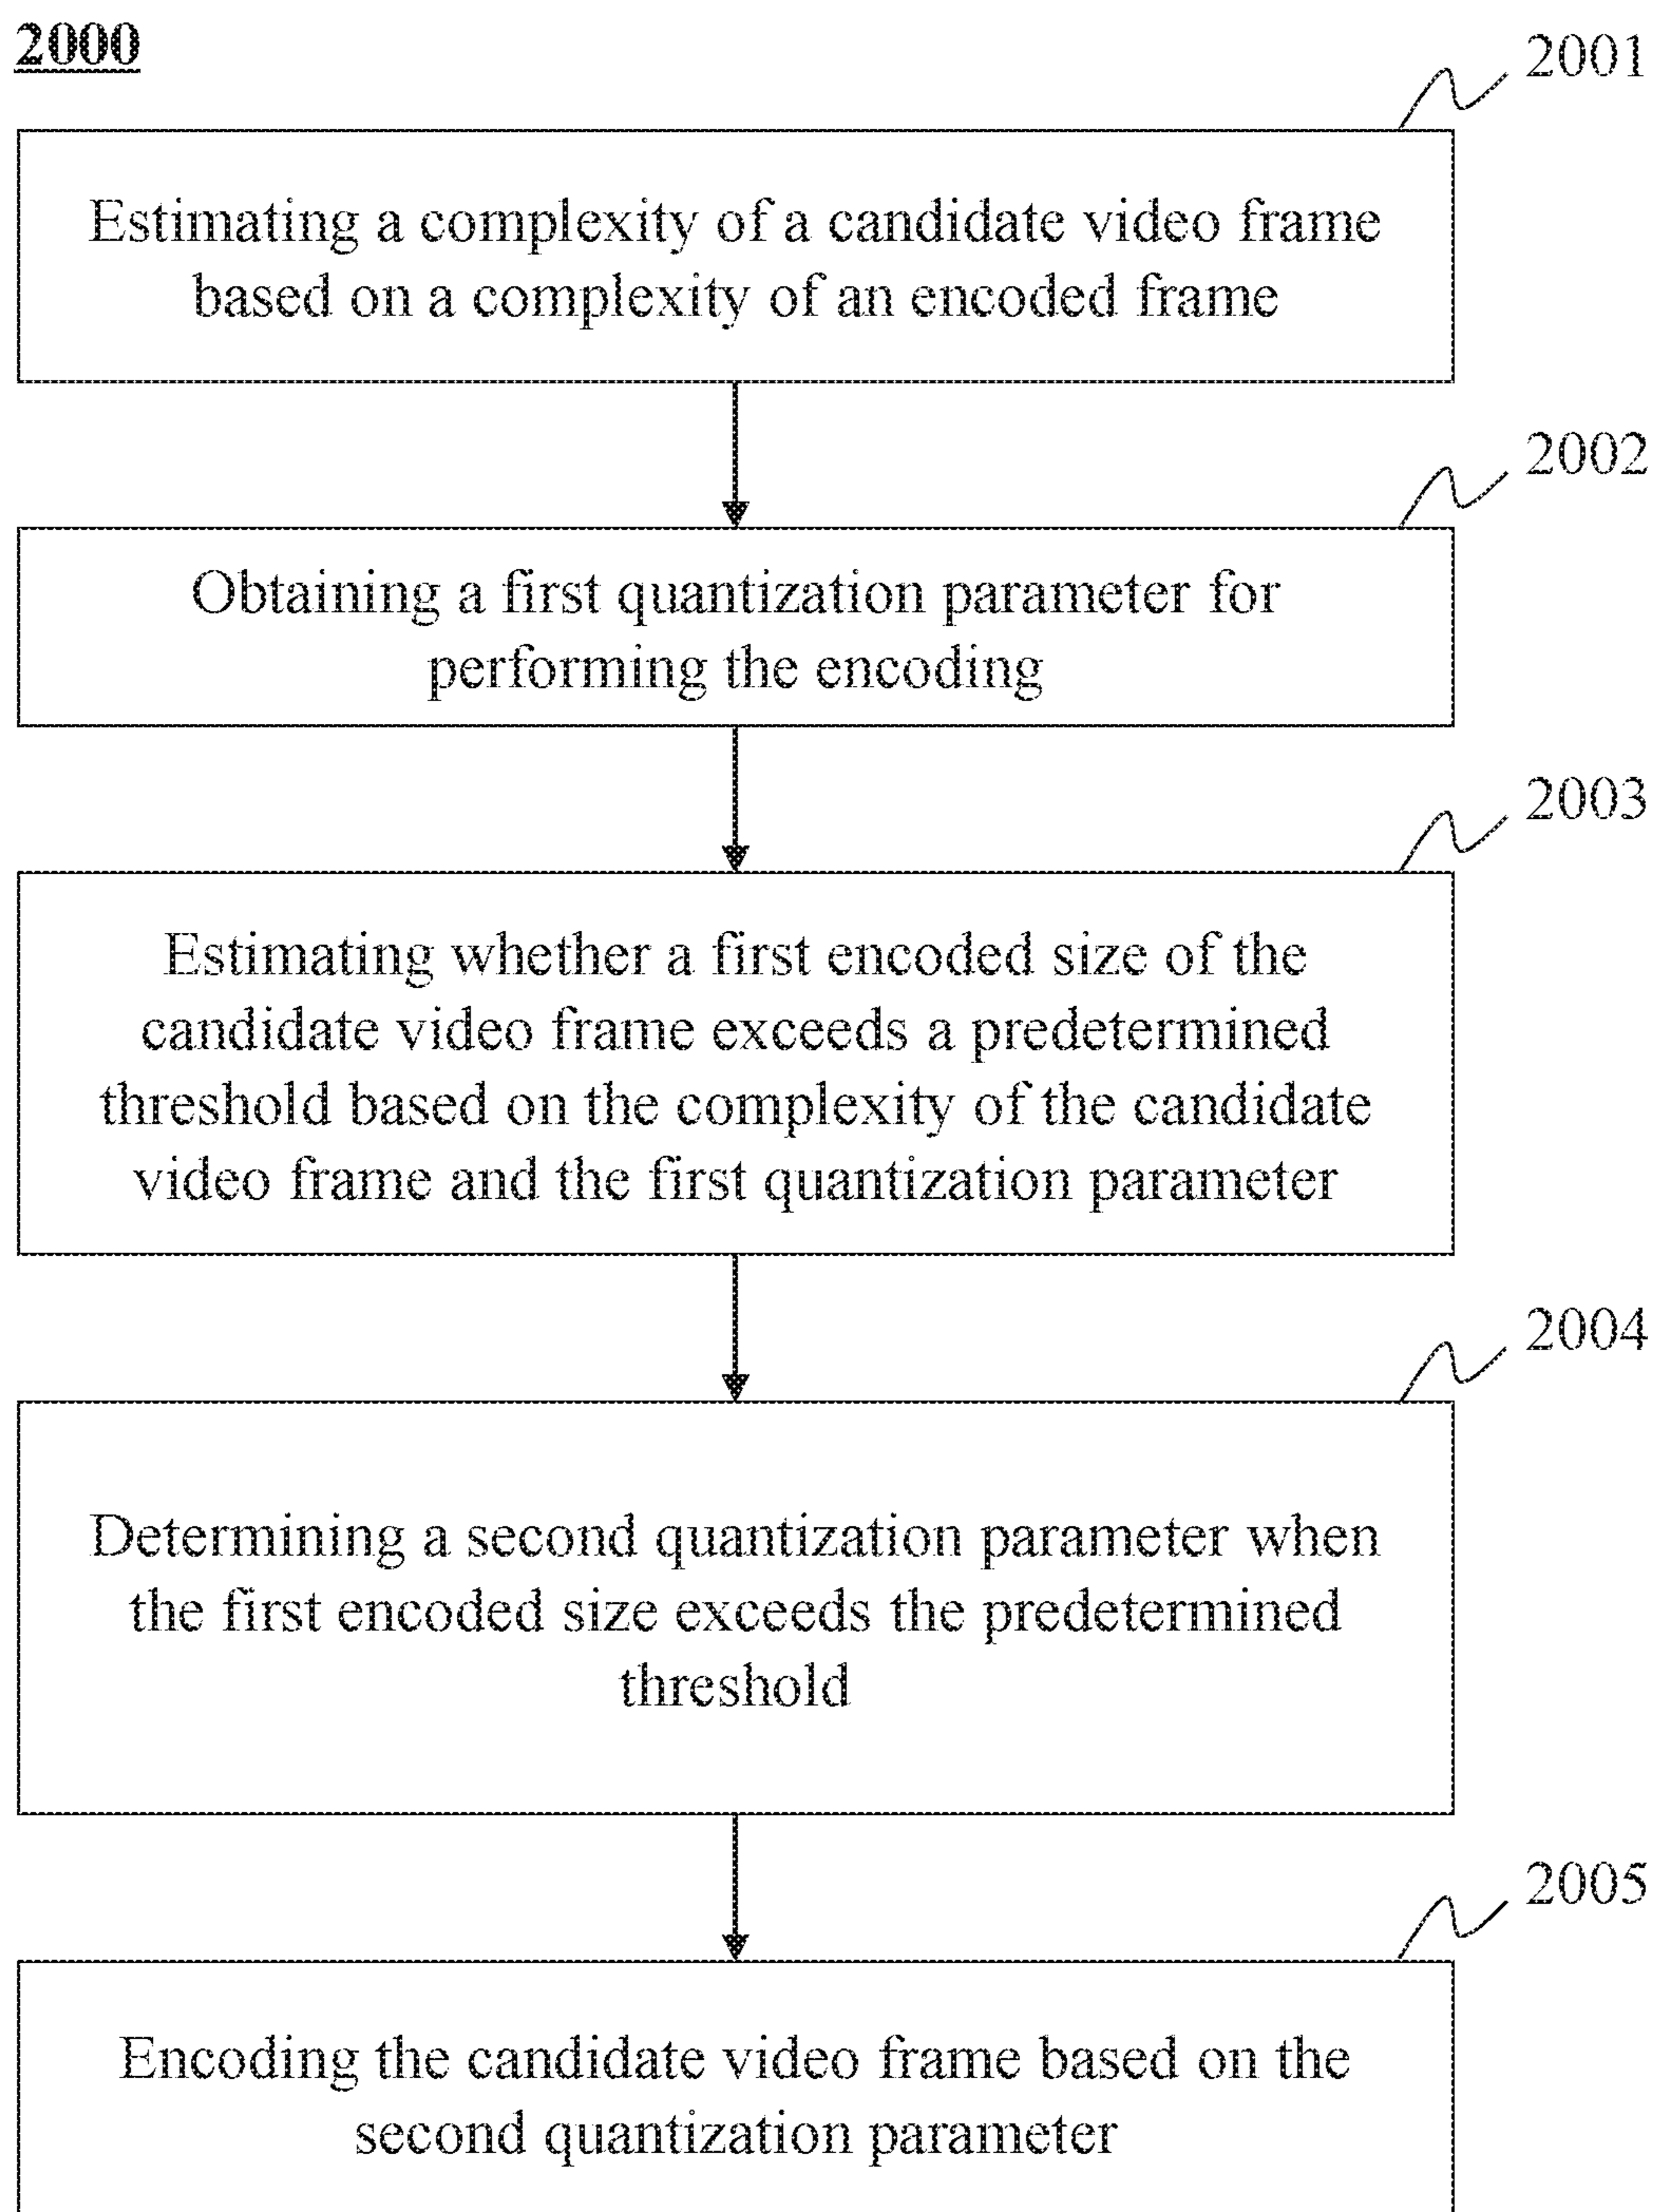 2000
2001
Estimating a complexity of a candidate video frame
based on a complexity of an encoded frame
2002
Obtaining a first quantization parameter for
performing the encoding
2003
Estimating whether a first encoded size of the
candidate video frame exceeds a predetermined
threshold based on the complexity of the candidate
video frame and the first quantization parameter
2004
Determining a second quantization parameter when
the first encoded size exceeds the predetermined
threshold
2005
Encoding the candidate video frame based on the
second quantization parameter